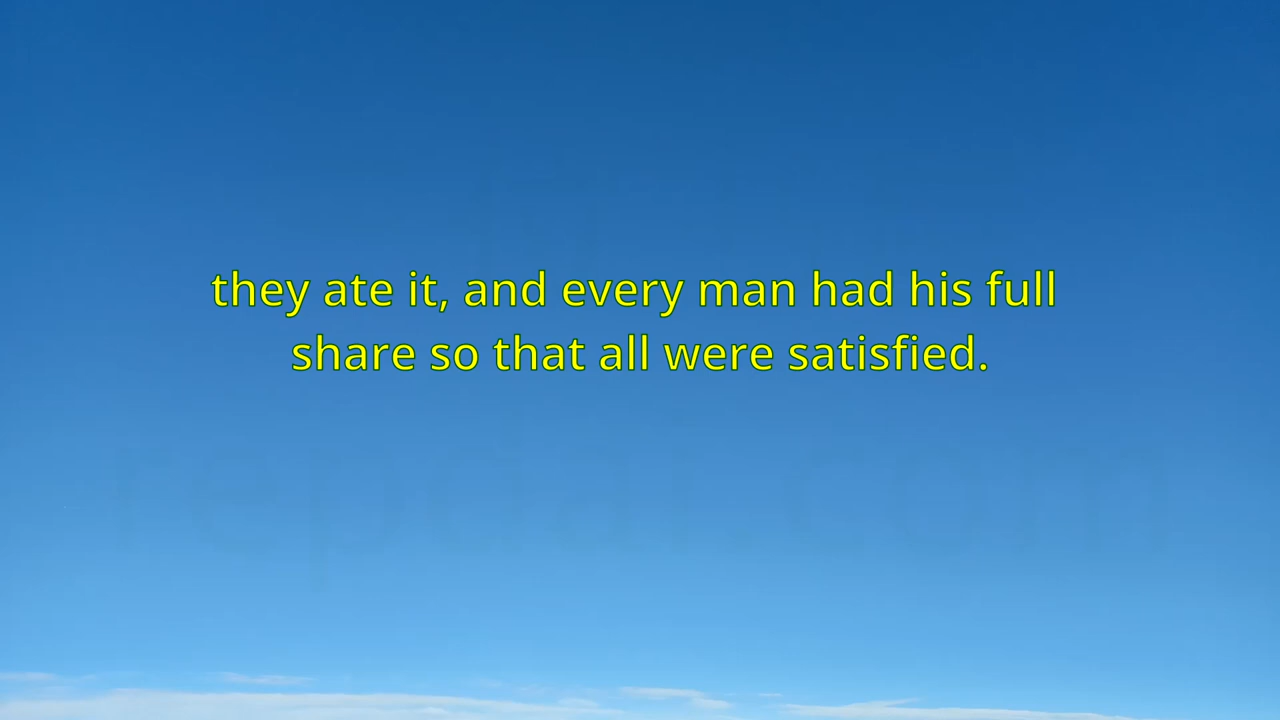 they ate it, and every man had his full
share so that all were satisfied.